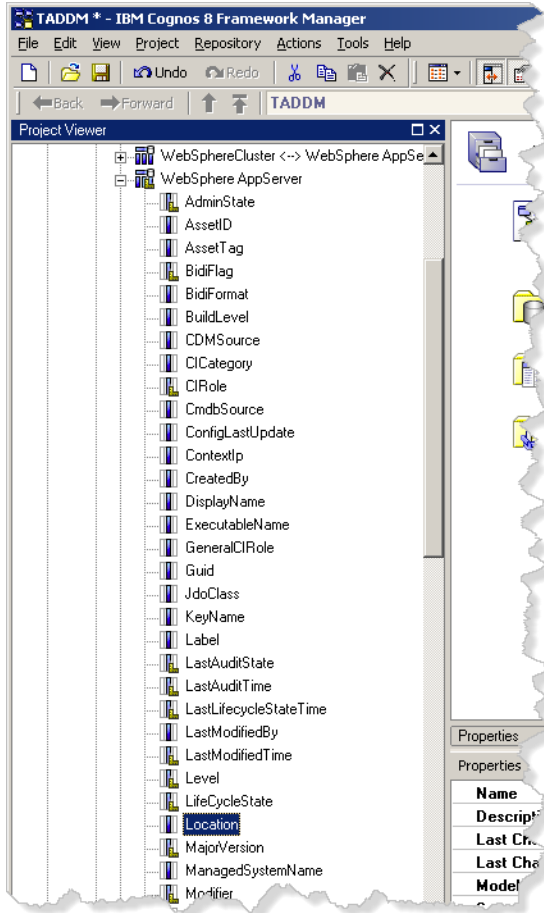 TADDM * - IBM Cognos 8 Framework Manager
File Edit View Project Repository Actions Tools Help
Undo Redo
Back Forward TADDM
Project Viewer
WebSphereCluster <--> WebSphere AppSe
WebSphere AppServer
AdminState
AssetID
AssetTag
BidiFlag
BidiFormat
BuildLevel
CDMSource
CICategory
CIRole
CmdbSource
ConfigLastUpdate
ContextIp
CreatedBy
DisplayName
ExecutableName
GeneralCIRole
Guid
JdoClass
KeyName
Label
LastAuditState
LastAuditTime
LastLifecycleStateTime
LastModifiedBy
LastModifiedTime
Level
LifeCycleState
Location
MajorVersion
ManagedSystemName
Modifier
Properties
Properties
Name
Descript
Last Ch
Last Cha
Model